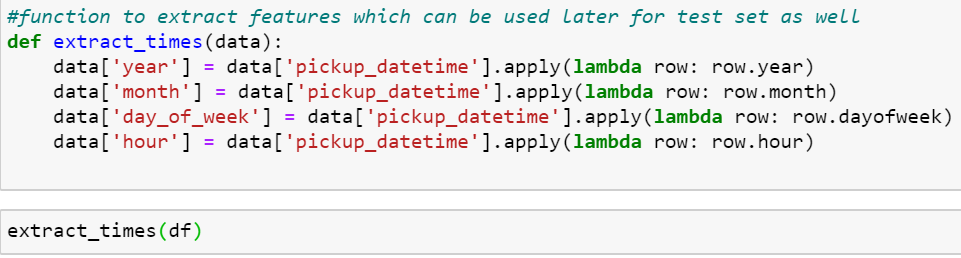 #function to extract features which can be used later for test set as well
def extract_times(data):
    data['year'] = data['pickup_datetime'].apply(lambda row: row.year)
    data['month'] = data['pickup_datetime'].apply(lambda row: row.month)
    data['day_of_week'] = data['pickup_datetime'].apply(lambda row: row.dayofweek)
    data['hour'] = data['pickup_datetime'].apply(lambda row: row.hour)
extract_times(df)